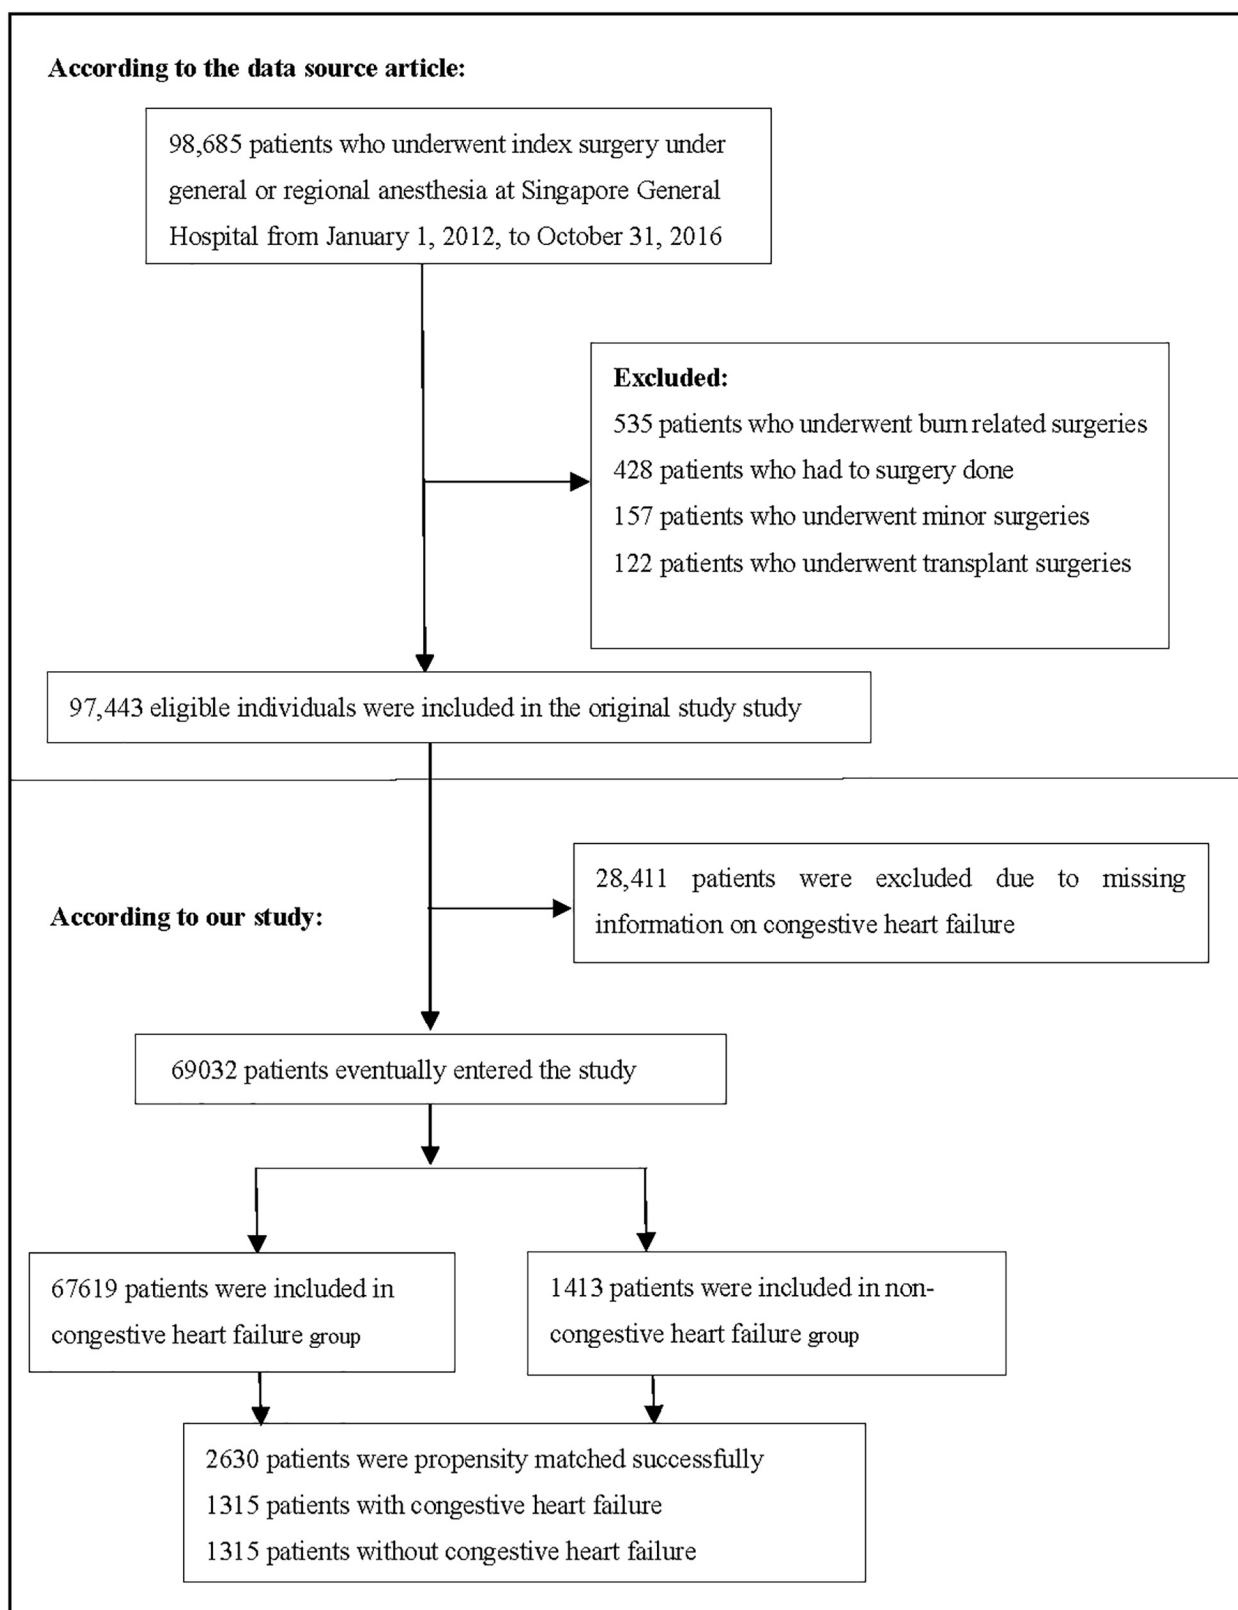 According to the data source article:
98,685 patients who underwent index surgery under
general or regional anesthesia at Singapore General
Hospital from January 1, 2012, to October 31, 2016
Excluded:
535 patients who underwent burn related surgeries
428 patients who had to surgery done
157 patients who underwent minor surgeries
122 patients who underwent transplant surgeries
97,443 eligible individuals were included in the original study study
28,411 patients were excluded due to missing
information on congestive heart failure
According to our study:
69032 patients eventually entered the study
67619 patients were included in
congestive heart failure group
1413 patients were included in non-
congestive heart failure group
2630 patients were propensity matched successfully
1315 patients with congestive heart failure
1315 patients without congestive heart failure